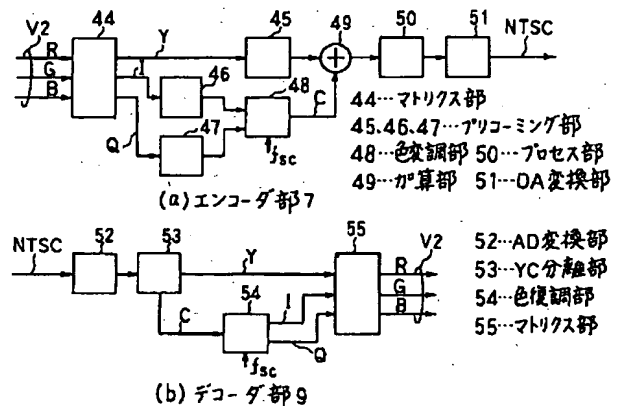 V2
R
G
B
44
Y
I
Q
45
46
47
48
fsc
C
49
50
51
NTSC
44…マトリクス部
45.46.47…プリコーミング部
48…色変調部 50…プロセス部
49…加算部 51…DA変換部
(a)エンコーダ部7
NTSC
52
53
Y
C
54
I
Q
fsc
55
V2
R
G
B
52…AD変換部
53…YC分離部
54…色復調部
55…マトリクス部
(b)デコーダ部9